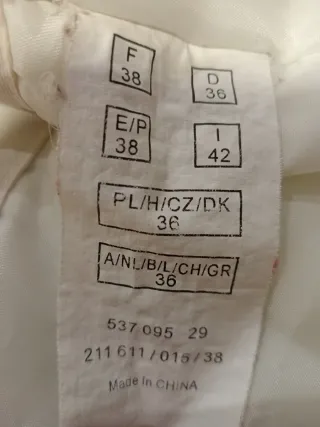 F
38
D
36
E/P
38
I
42
PL/H/CZ/DK
36
A/NL/B/L/CH/GR
36
537 095 29
211 611/016/38
Made in CHINA